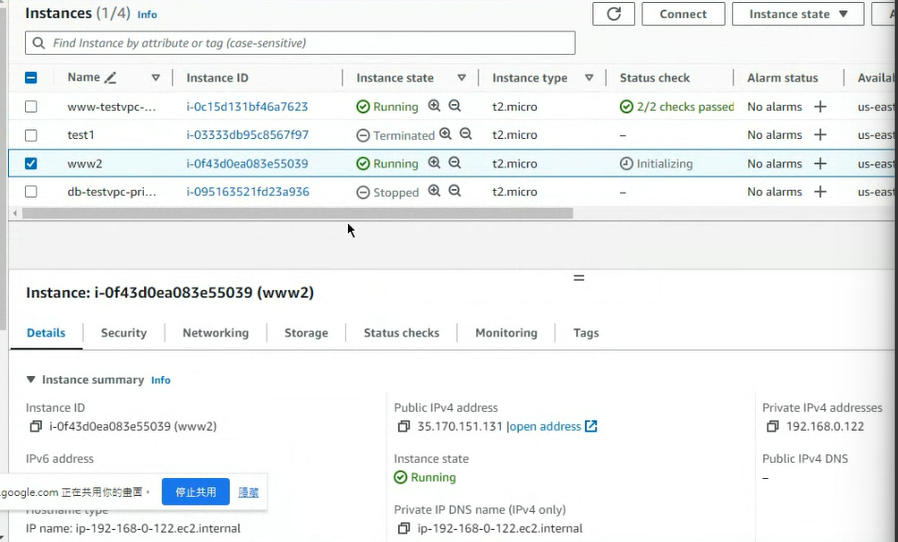 Instances (1/4) Info Connect Instance state
Find Instance by attribute or tag (case-sensitive)
Name Instance ID Instance state Instance type Status check Alarm status Availa
www-testvpc-... i-0c15d131bf46a7623 Running t2.micro 2/2 checks passed No alarms us-east
test1 i-03333db95c8567f97 Terminated t2.micro – No alarms us-east
www2 i-0f43d0ea083e55039 Running t2.micro Initializing No alarms us-east
db-testvpc-pri... i-095163521fd23a936 Stopped t2.micro – No alarms us-east
Instance: i-0f43d0ea083e55039 (www2)
Details Security Networking Storage Status checks Monitoring Tags
Instance summary Info
Instance ID Public IPv4 address Private IPv4 addresses
i-0f43d0ea083e55039 (www2) 35.170.151.131 |open address 192.168.0.122
IPv6 address Instance state Public IPv4 DNS
Running –
.google.com 正在共用你的畫面。 停止共用 隱藏
Hostname type Private IP DNS name (IPv4 only)
IP name: ip-192-168-0-122.ec2.internal ip-192-168-0-122.ec2.internal